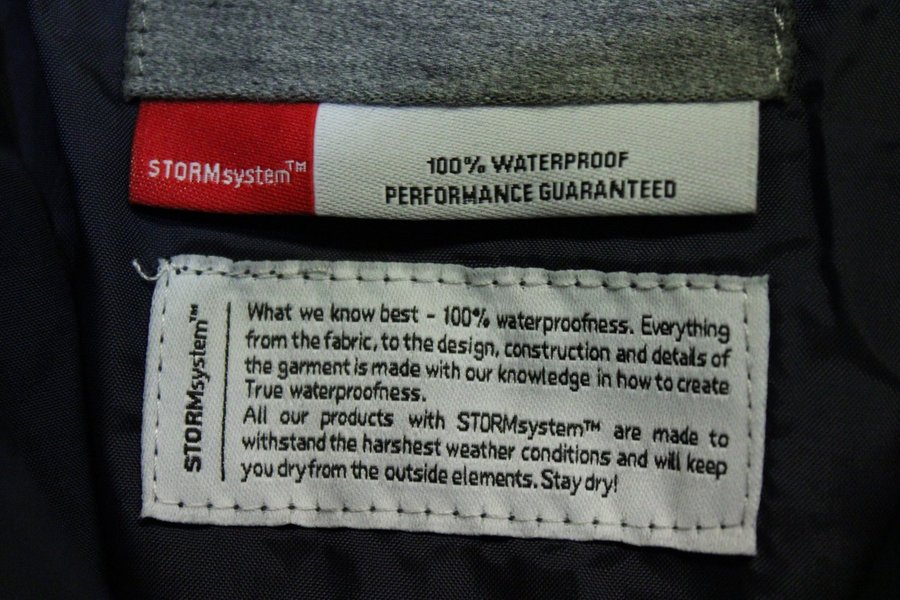 STORMsystem™
100% WATERPROOF
PERFORMANCE GUARANTEED
STORMsystem™
What we know best - 100% waterproofness. Everything
from the fabric, to the design, construction and details of
the garment is made with our knowledge in how to create
True waterproofness.
All our products with STORMsystem™ are made to
withstand the harshest weather conditions and will keep
you dry from the outside elements. Stay dry!